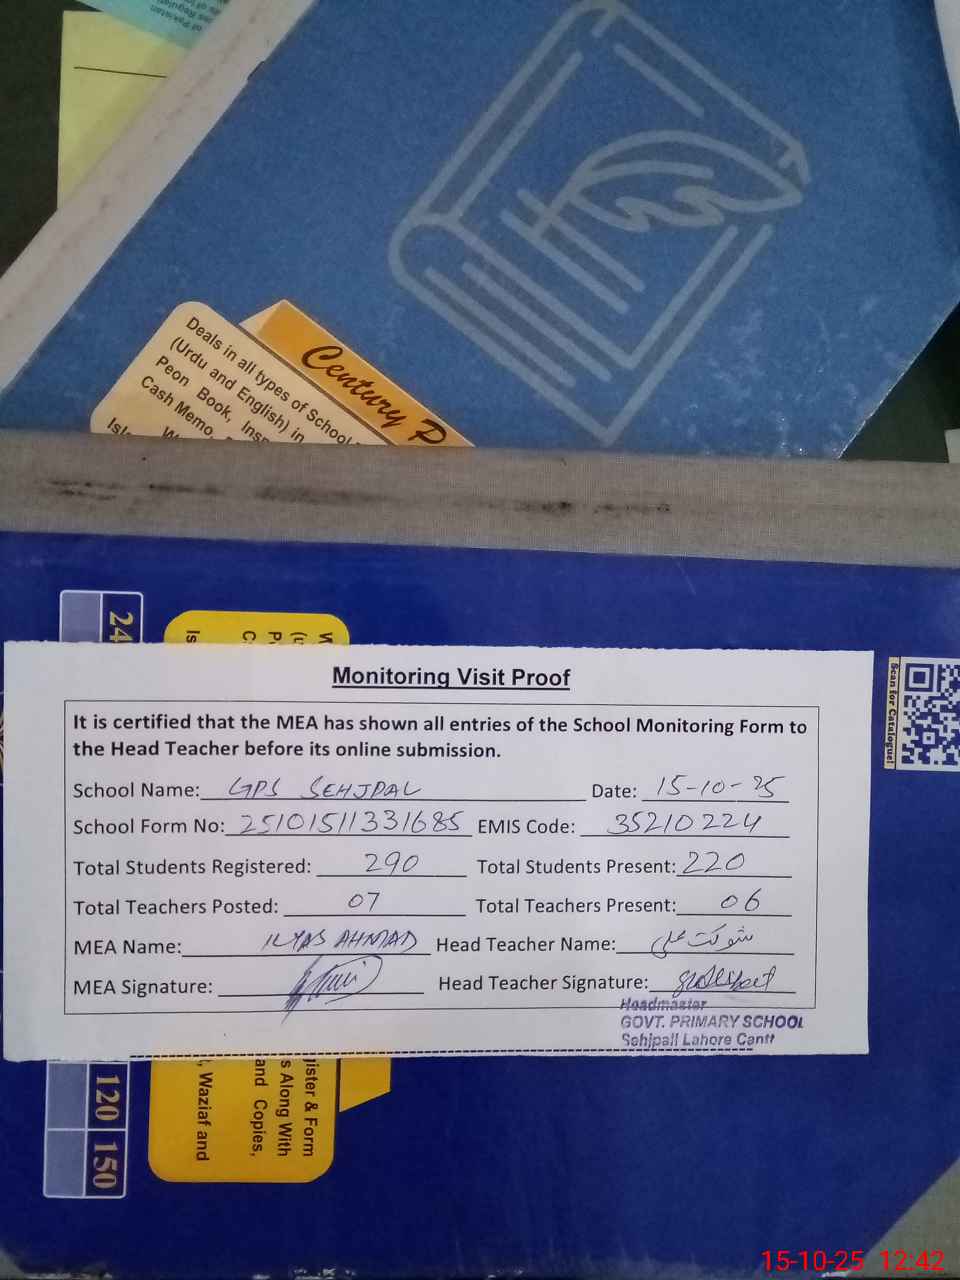 Century
Deals in all types of School
(Urdu and English) in
Peon Book,
Cash Memo,
24
Scan for Catalogue!
Monitoring Visit Proof
It is certified that the MEA has shown all entries of the School Monitoring Form to
the Head Teacher before its online submission.
School Name: GPS SEHJPAL Date: 15-10-25
School Form No: 25101511331685 EMIS Code: 35210224
Total Students Registered: 290 Total Students Present: 220
Total Teachers Posted: 07 Total Teachers Present: 06
MEA Name: ILYAS AHMAD Head Teacher Name: شوکت علی
MEA Signature: Head Teacher Signature:
Headmaster
GOVT. PRIMARY SCHOOL
Sehjpall Lahore Cantt
120
150
ister & Form
s Along With
and Copies,
, Waziaf and
15-10-25 12:42